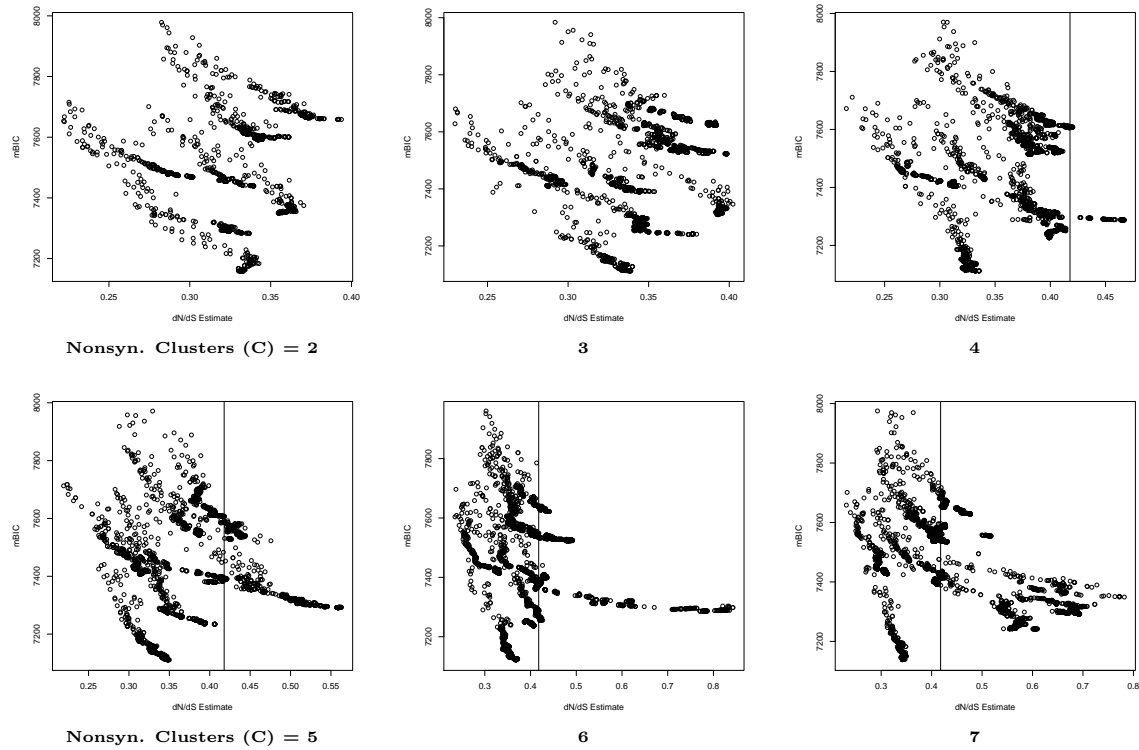 8000
7800
7600
7400
7200
mBIC
0.25 0.30 0.35 0.40
dN/dS Estimate
Nonsyn. Clusters (C) = 2
8000
7800
7600
7400
7200
mBIC
0.25 0.30 0.35 0.40
dN/dS Estimate
3
8000
7800
7600
7400
7200
mBIC
0.25 0.30 0.35 0.40 0.45
dN/dS Estimate
4
8000
7800
7600
7400
7200
mBIC
0.25 0.30 0.35 0.40 0.45 0.50 0.55
dN/dS Estimate
Nonsyn. Clusters (C) = 5
7800
7600
7400
7200
mBIC
0.3 0.4 0.5 0.6 0.7 0.8
dN/dS Estimate
6
8000
7800
7600
7400
7200
mBIC
0.3 0.4 0.5 0.6 0.7 0.8
dN/dS Estimate
7